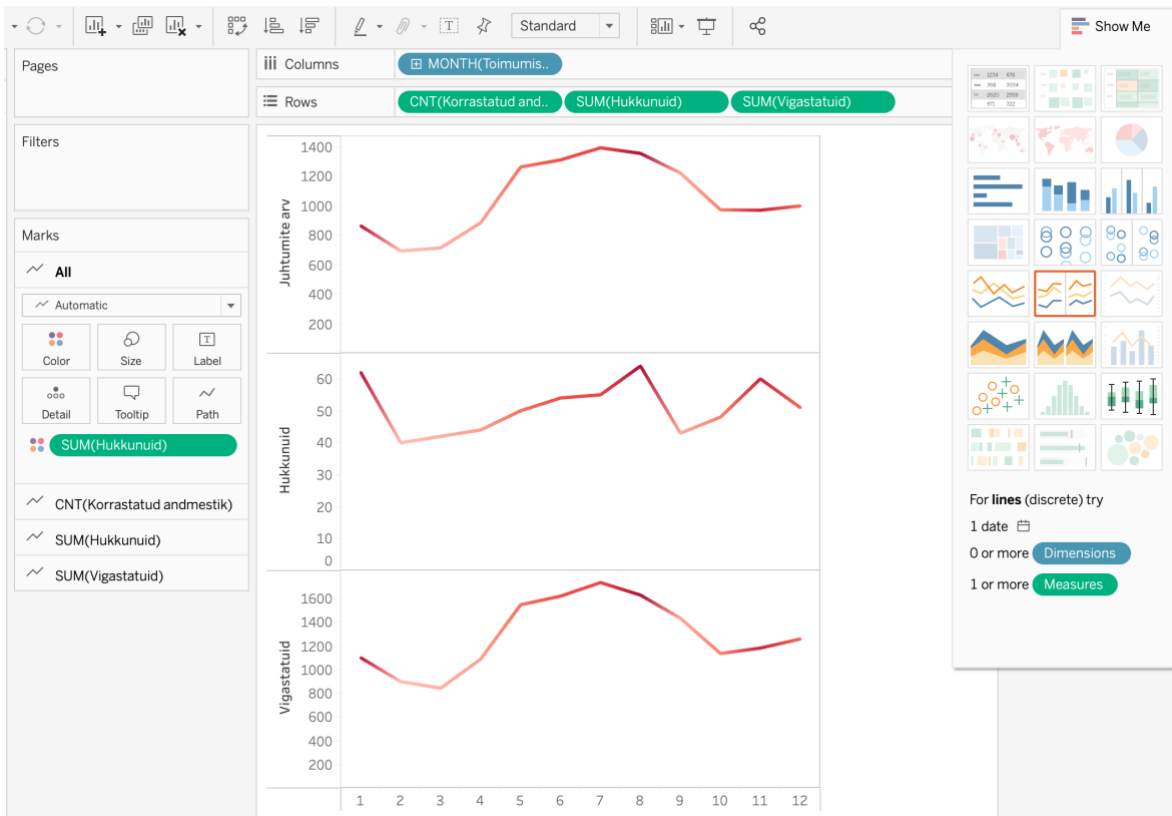 Standard
Show Me
Pages
iii Columns
MONTH(Toimumis..
Rows
CNT(Korrastatud and..
SUM(Hukkunuid)
SUM(Vigastatuid)
Filters
Marks
All
Automatic
Color
Size
T
Label
Detail
Tooltip
Path
SUM(Hukkunuid)
CNT(Korrastatud andmestik)
SUM(Hukkunuid)
SUM(Vigastatuid)
Juhtumite arv
1400
1200
1000
800
600
400
200
Hukkunuid
60
50
40
30
20
10
0
Vigastatuid
1600
1400
1200
1000
800
600
400
200
1 2 3 4 5 6 7 8 9 10 11 12
For lines (discrete) try
1 date
0 or more Dimensions
1 or more Measures